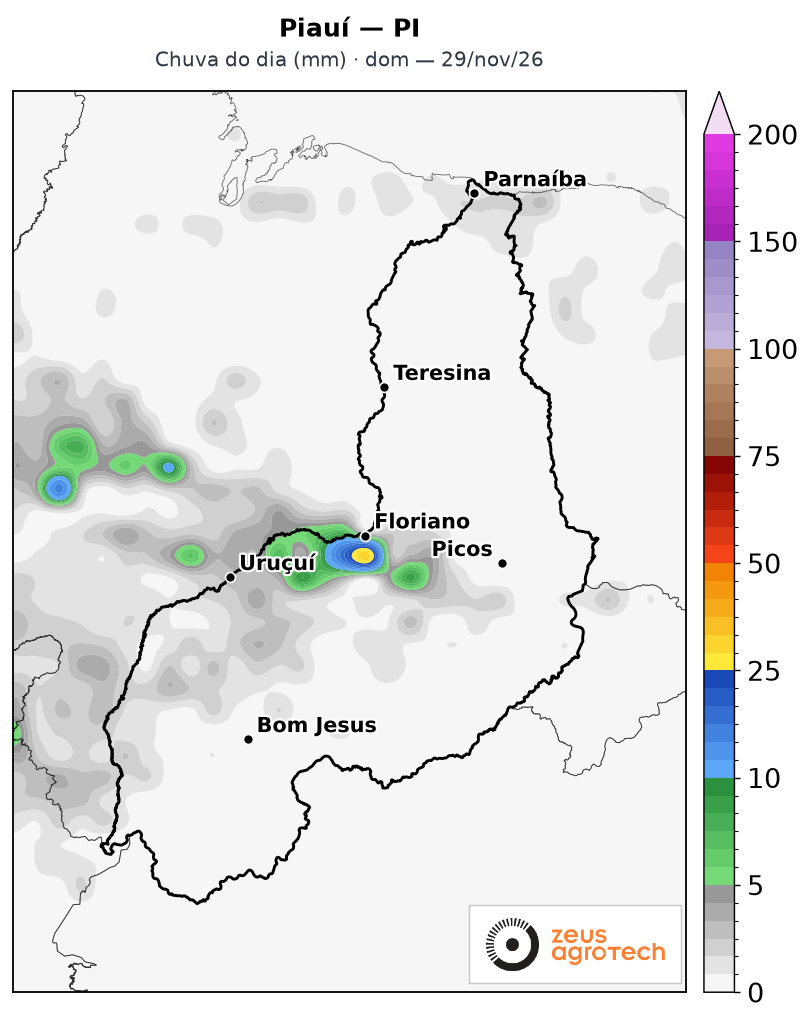 Piauí — PI
Chuva do dia (mm) · dom — 29/nov/26
Parnaíba
Teresina
Floriano
Picos
Uruçuí
Bom Jesus
200
150
100
75
50
25
10
5
0
zeus
agrotech